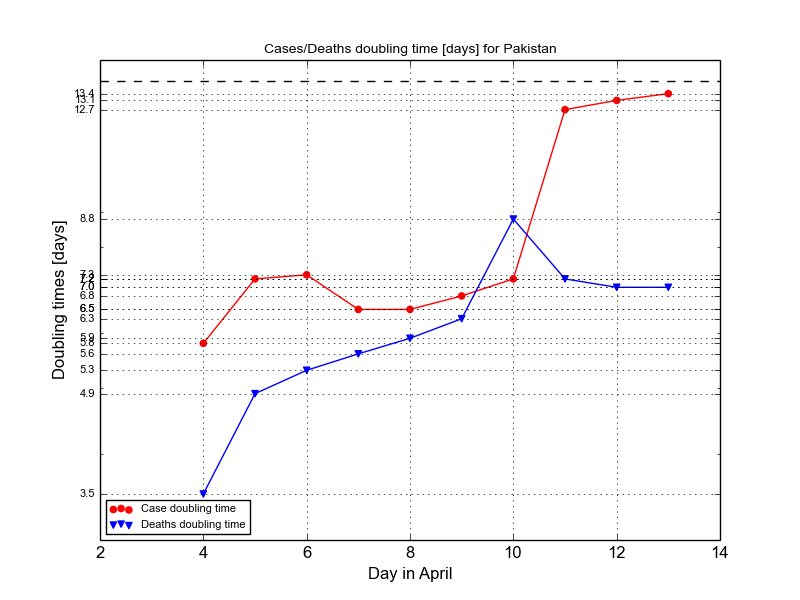 Cases/Deaths doubling time [days] for Pakistan
Doubling times [days]
13.4
13.1
12.7
8.8
7.3
7.2
7.0
6.8
6.5
6.3
5.9
5.8
5.6
5.3
4.9
3.5
Case doubling time
Deaths doubling time
2 4 6 8 10 12 14
Day in April